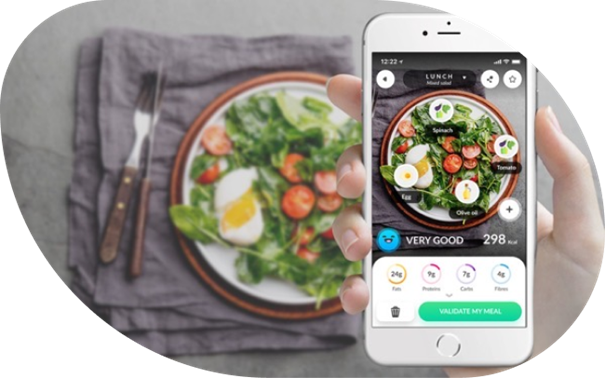 12:22
LUNCH
Mixed salad
Spinach
Tomato
Egg
Olive oil
VERY GOOD 298 Kcal
24g 9g 7g 4g
Fats Proteins Carbs Fibres
VALIDATE MY MEAL